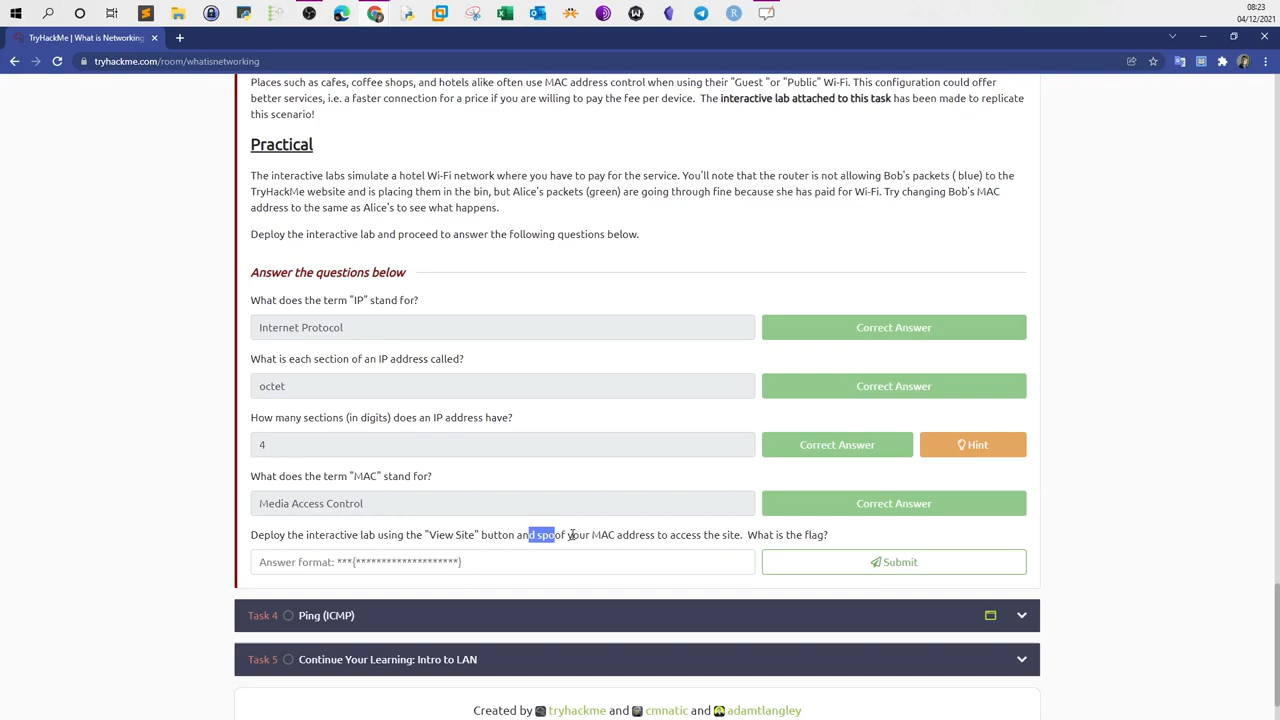 08:23
04/12/2021
TryHackMe | What is Networking
tryhackme.com/room/whatisnetworking
Places such as cafes, coffee shops, and hotels alike often use MAC address control when using their "Guest "or "Public" Wi-Fi. This configuration could offer
better services, i.e. a faster connection for a price if you are willing to pay the fee per device. The interactive lab attached to this task has been made to replicate
this scenario!
Practical
The interactive labs simulate a hotel Wi-Fi network where you have to pay for the service. You'll note that the router is not allowing Bob's packets ( blue) to the
TryHackMe website and is placing them in the bin, but Alice's packets (green) are going through fine because she has paid for Wi-Fi. Try changing Bob's MAC
address to the same as Alice's to see what happens.
Deploy the interactive lab and proceed to answer the following questions below.
Answer the questions below
What does the term "IP" stand for?
Internet Protocol
Correct Answer
What is each section of an IP address called?
octet
Correct Answer
How many sections (in digits) does an IP address have?
4
Correct Answer
Hint
What does the term "MAC" stand for?
Media Access Control
Correct Answer
Deploy the interactive lab using the "View Site" button and spoof your MAC address to access the site. What is the flag?
Answer format: ***{********************}
Submit
Task 4 Ping (ICMP)
Task 5 Continue Your Learning: Intro to LAN
Created by tryhackme and cmnatic and adamtlangley